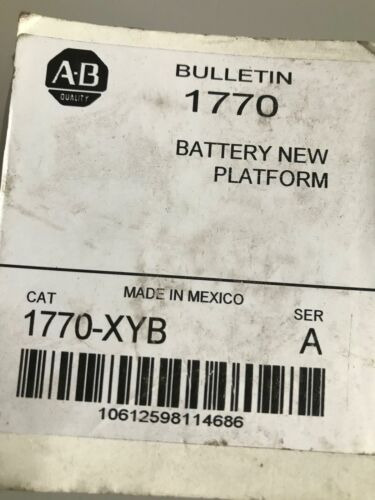 A-B
QUALITY
BULLETIN
1770
BATTERY NEW
PLATFORM
CAT
MADE IN MEXICO
SER
1770-XYB
A
10612598114686